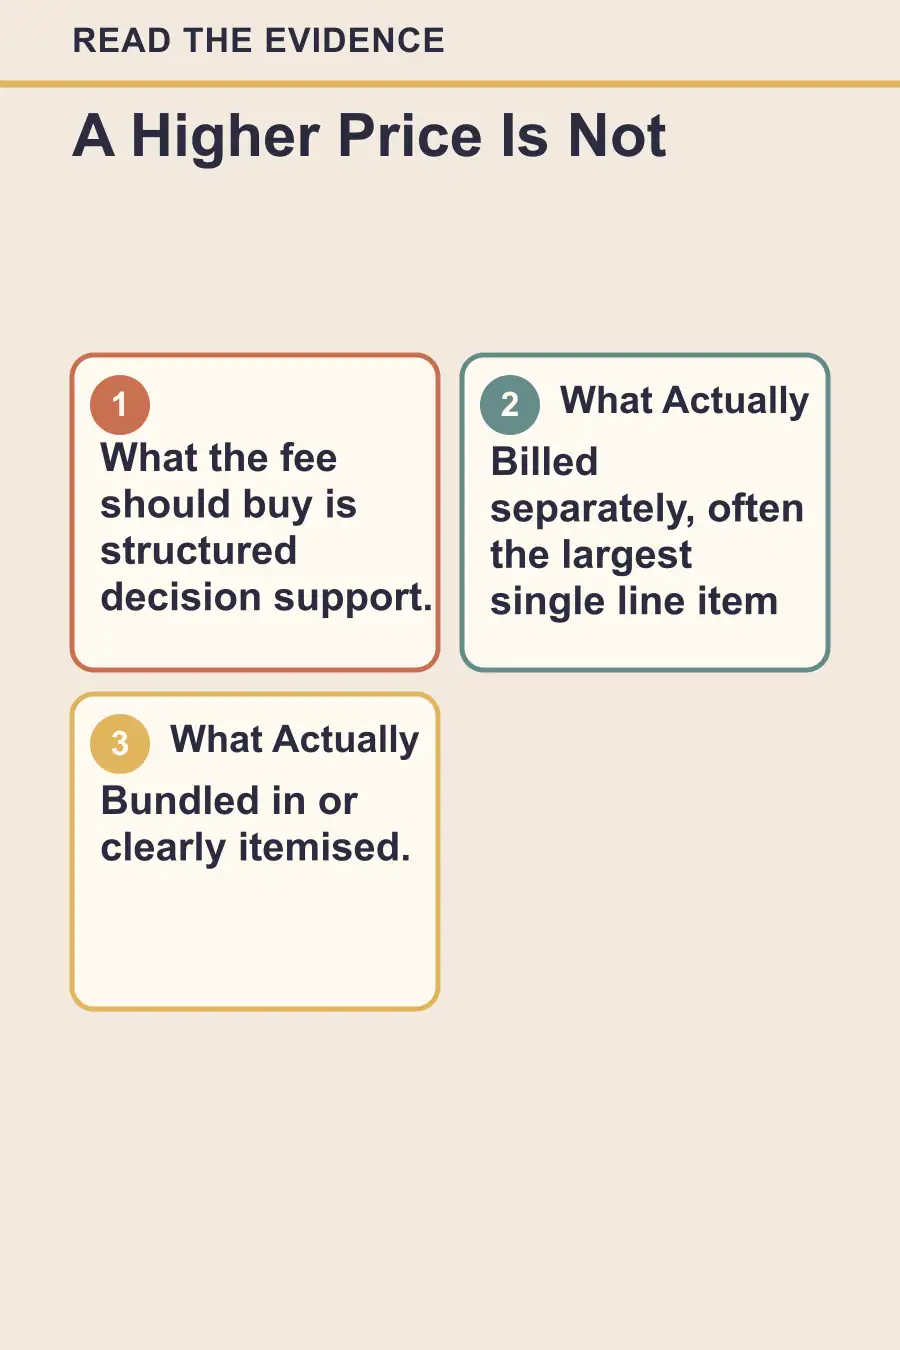 READ THE EVIDENCE
A Higher Price Is Not
1
What the fee
should buy is
structured
decision support.
2 What Actually
Billed
separately, often
the largest
single line item
3 What Actually
Bundled in or
clearly itemised.